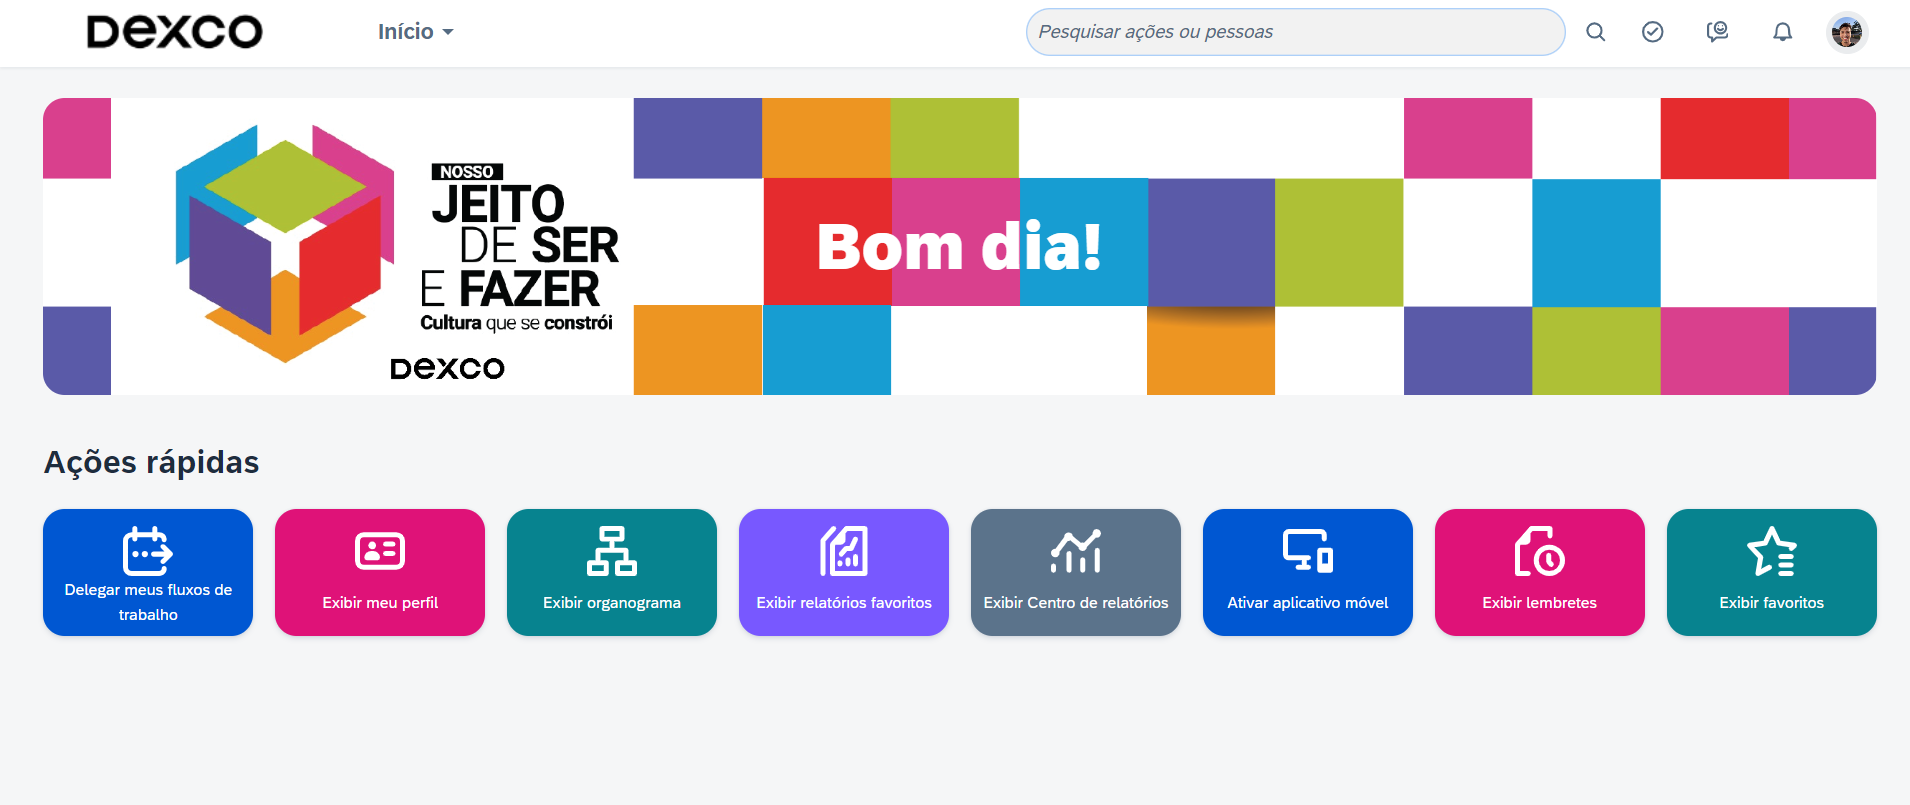 Dexco
Início
Pesquisar ações ou pessoas
NOSSO
JEITO
DE SER
E FAZER
Cultura que se constrói
Dexco
Bom dia!
Ações rápidas
Delegar meus fluxos de
trabalho
Exibir meu perfil
Exibir organograma
Exibir relatórios favoritos
Exibir Centro de relatórios
Ativar aplicativo móvel
Exibir lembretes
Exibir favoritos